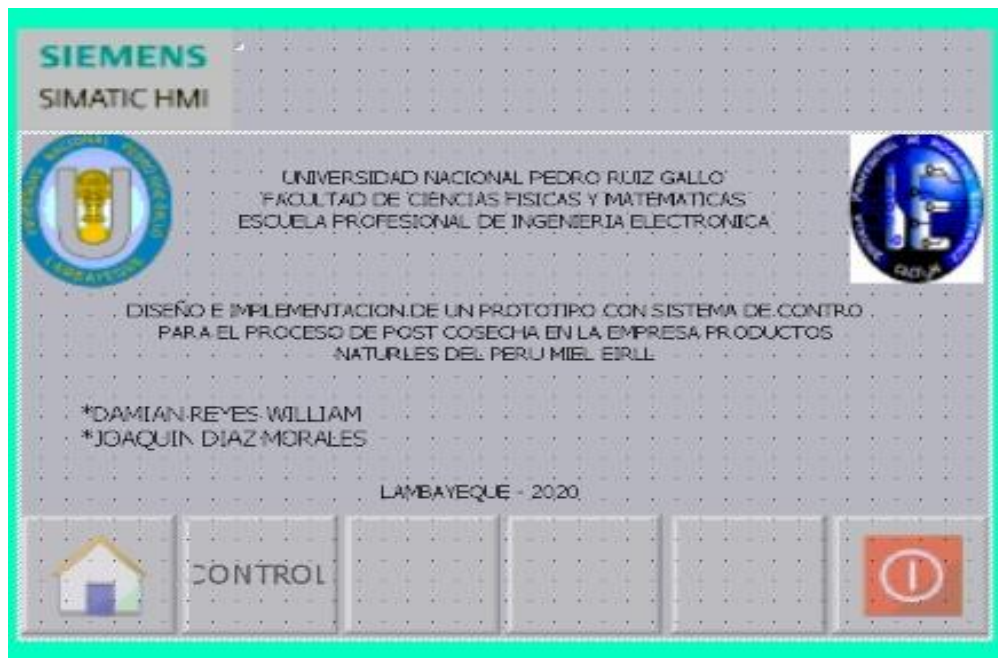 SIEMENS
SIMATIC HMI
UNIVERSIDAD NACIONAL PEDRO RUIZ GALLO
FACULTAD DE CIENCIAS FISICAS Y MATEMATICAS
ESCUELA PROFESIONAL DE INGENIERIA ELECTRONICA
LAMBAYEQUE
DISEÑO E IMPLEMENTACION DE UN PROTOTIPO CON SISTEMA DE CONTRO
PARA EL PROCESO DE POST COSECHA EN LA EMPRESA PRODUCTOS
NATURLES DEL PERU MIEL EIRLL
*DAMIAN REYES WILLIAM
*JOAQUIN DIAZ MORALES
LAMBAYEQUE - 2020
CONTROL